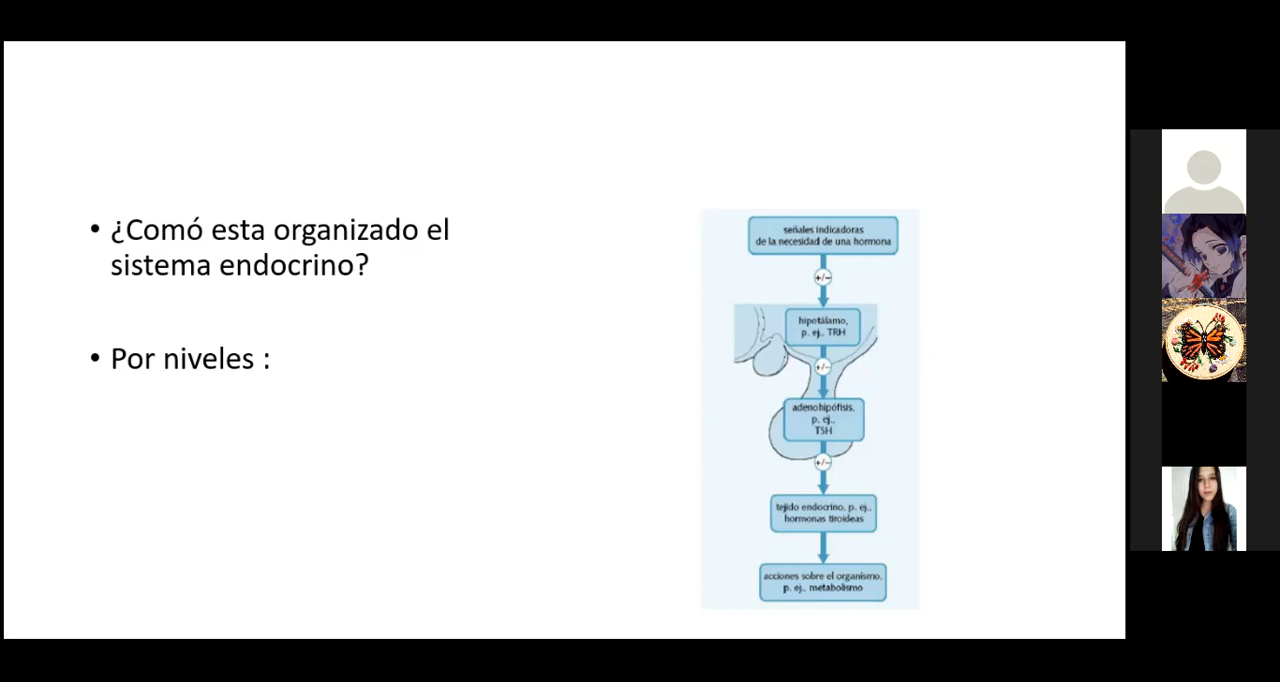 • ¿Comó esta organizado el
sistema endocrino?
• Por niveles :
señales indicadoras
de la necesidad de una hormona
+/−
hipotálamo,
p. ej., TRH
+/−
adenohipófisis,
p. ej.,
TSH
+/−
tejido endocrino, p. ej.,
hormonas tiroideas
acciones sobre el organismo,
p. ej., metabolismo